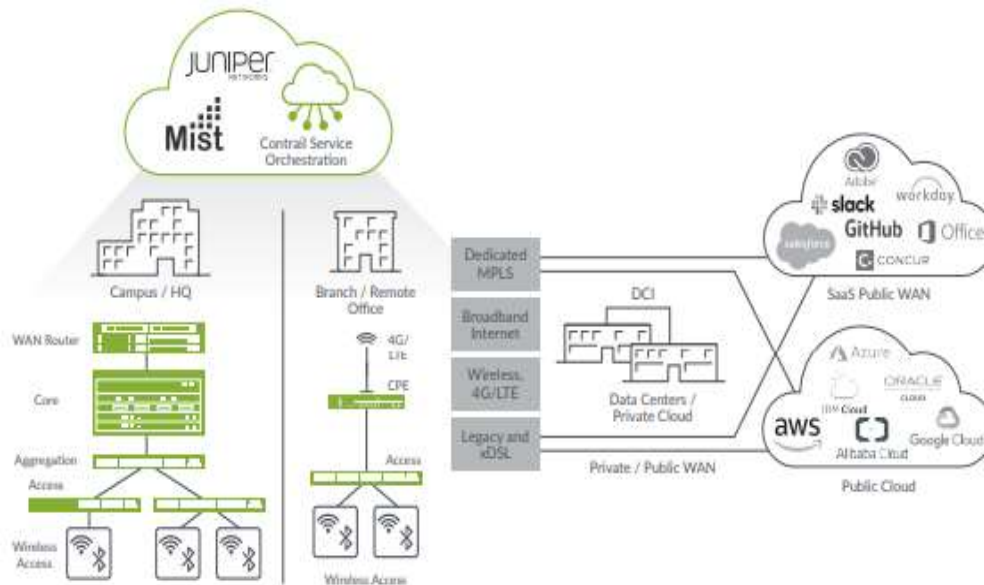 JUNIPER
NETWORKS
Mist
Contrail Service
Orchestration
Campus / HQ
WAN Router
Core
Aggregation
Access
Wireless
Access
Branch / Remote
Office
4G/
LTE
CPE
Access
Wireless Access
Dedicated
MPLS
Broadband
Internet
Wireless,
4G/LTE
Legacy and
xDSL
DCI
Data Centers /
Private Cloud
Private / Public WAN
Adobe
workday
slack
GitHub
Office
salesforce
CONCUR
SaaS Public WAN
Azure
ORACLE
CLOUD
IBM Cloud
aws
Alibaba Cloud
Google Cloud
Public Cloud